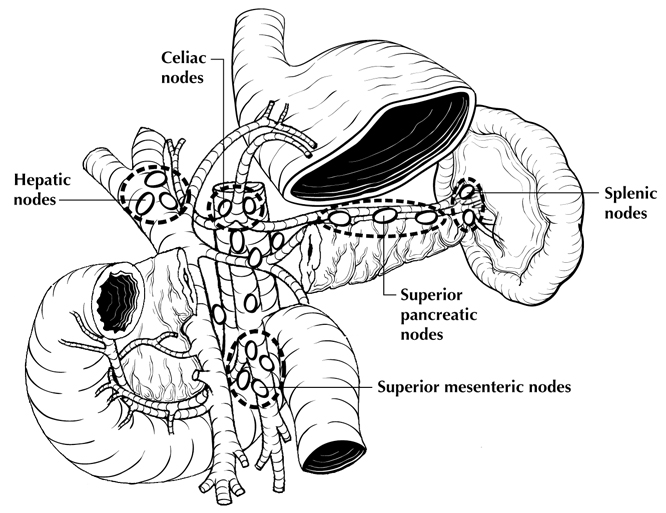 Celiac
nodes
Hepatic
nodes
Splenic
nodes
Superior
pancreatic
nodes
Superior mesenteric nodes